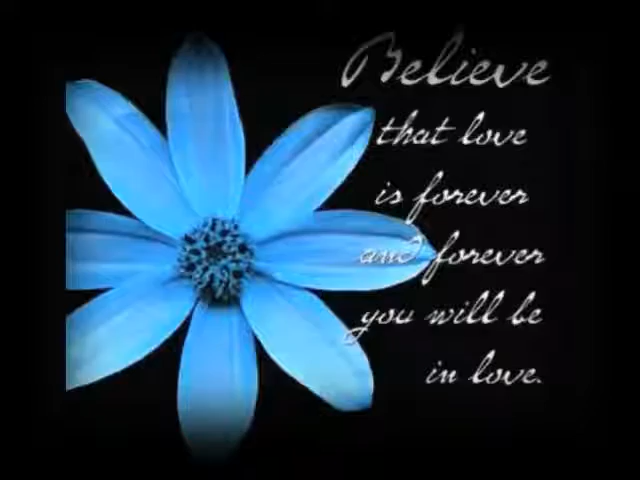 Believe
that love
is forever
and forever
you will be
in love.